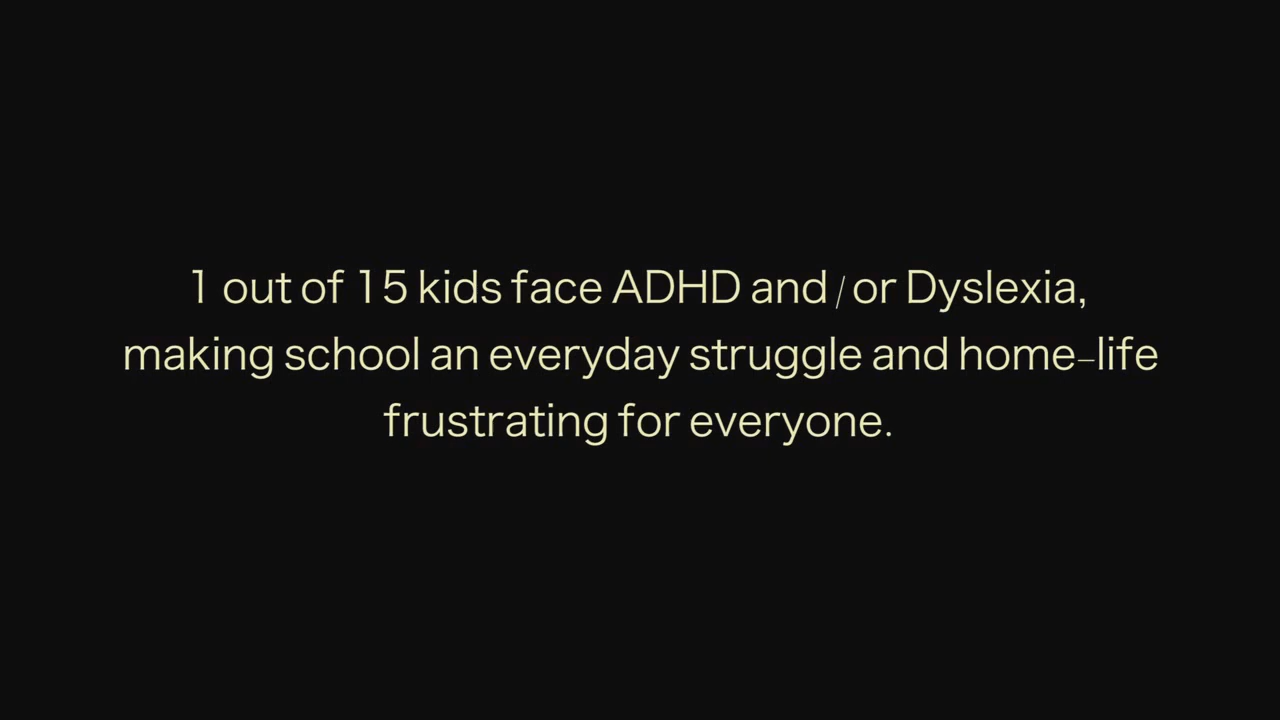 1 out of 15 kids face ADHD and/or Dyslexia,
making school an everyday struggle and home-life
frustrating for everyone.